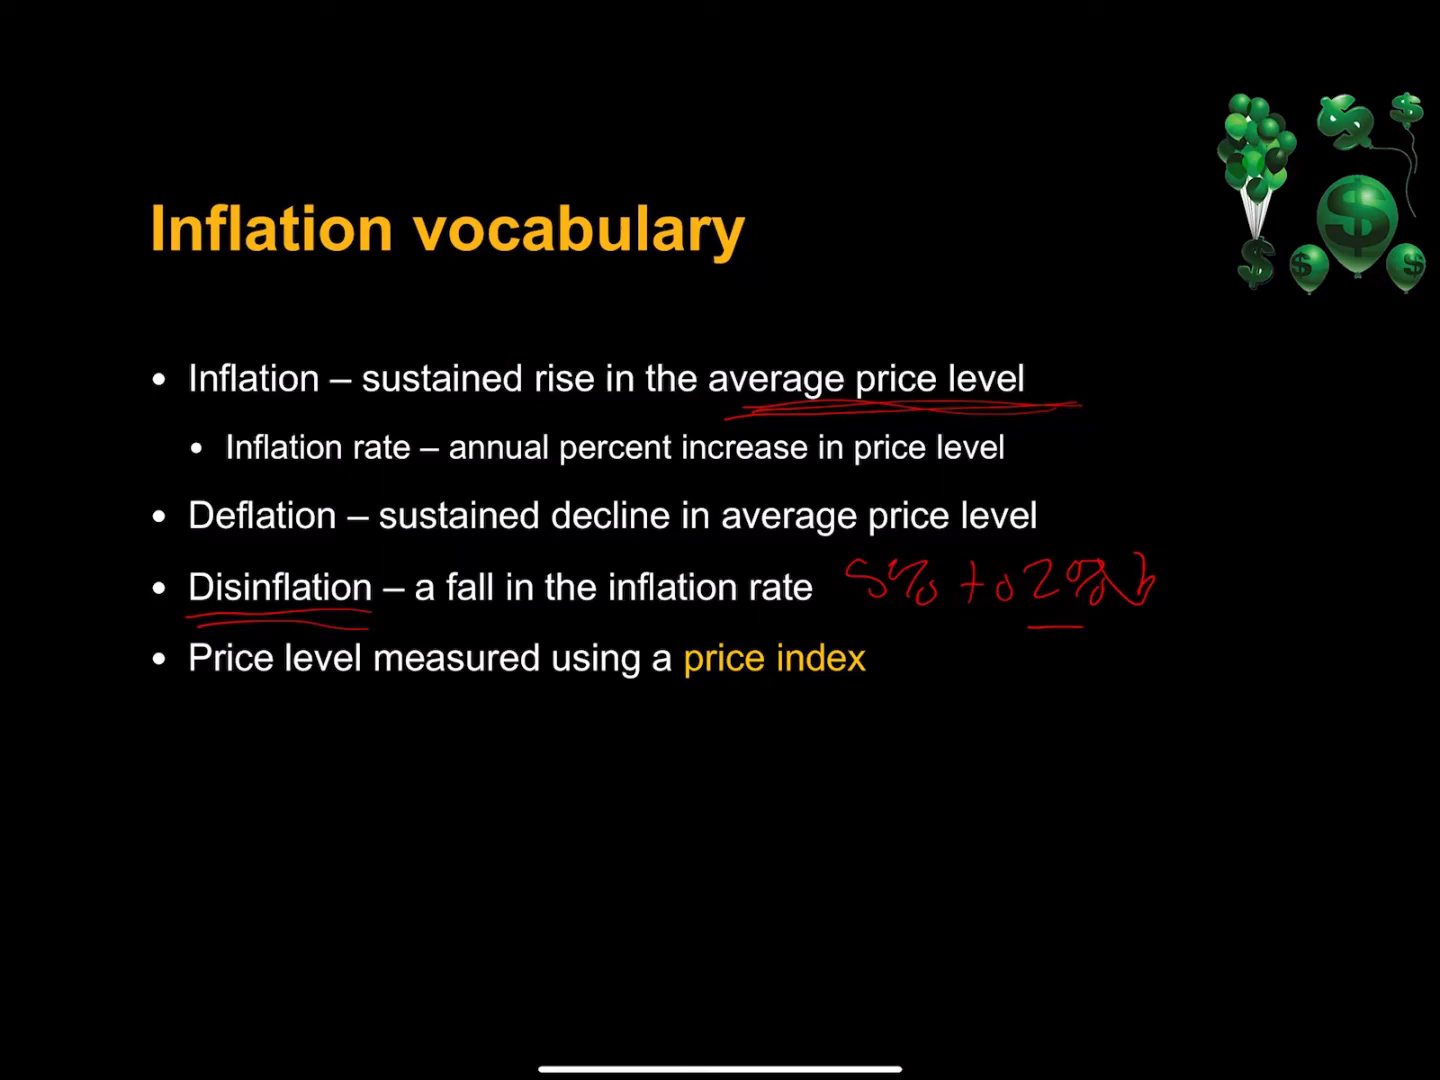 Inflation vocabulary
• Inflation – sustained rise in the average price level
• Inflation rate – annual percent increase in price level
• Deflation – sustained decline in average price level
• Disinflation – a fall in the inflation rate 5% to 2%
• Price level measured using a price index